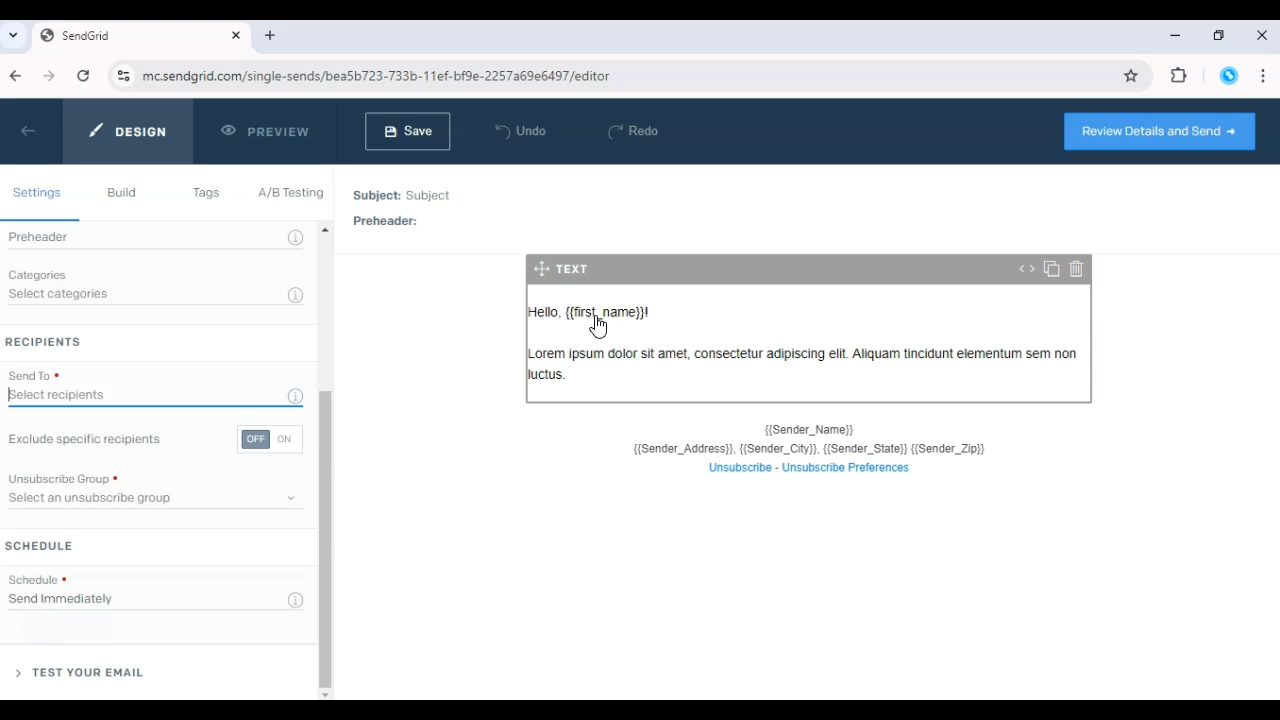 SendGrid
mc.sendgrid.com/single-sends/bea5b723-733b-11ef-bf9e-2257a69e6497/editor
DESIGN
PREVIEW
Save
Undo
Redo
Review Details and Send →
Settings
Build
Tags
A/B Testing
Subject: Subject
Preheader:
Preheader
Categories
Select categories
RECIPIENTS
Send To •
Select recipients
Exclude specific recipients
OFF ON
Unsubscribe Group •
Select an unsubscribe group
SCHEDULE
Schedule •
Send Immediately
TEST YOUR EMAIL
TEXT
Hello, {{first_name}}!
Lorem ipsum dolor sit amet, consectetur adipiscing elit. Aliquam tincidunt elementum sem non
luctus.
{{Sender_Name}}
{{Sender_Address}}, {{Sender_City}}, {{Sender_State}} {{Sender_Zip}}
Unsubscribe - Unsubscribe Preferences